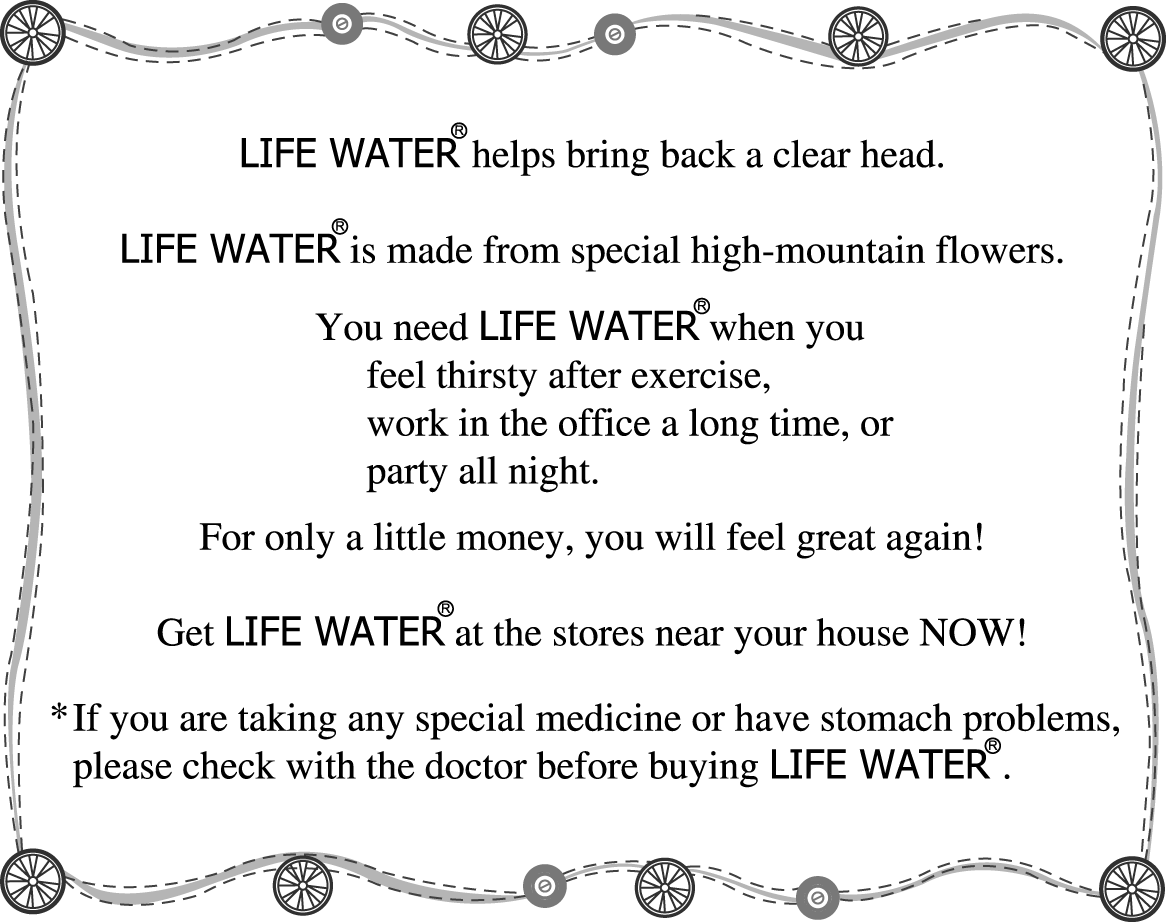 LIFE WATER® helps bring back a clear head.
LIFE WATER® is made from special high-mountain flowers.
You need LIFE WATER® when you
feel thirsty after exercise,
work in the office a long time, or
party all night.
For only a little money, you will feel great again!
Get LIFE WATER® at the stores near your house NOW!
*If you are taking any special medicine or have stomach problems,
please check with the doctor before buying LIFE WATER®.